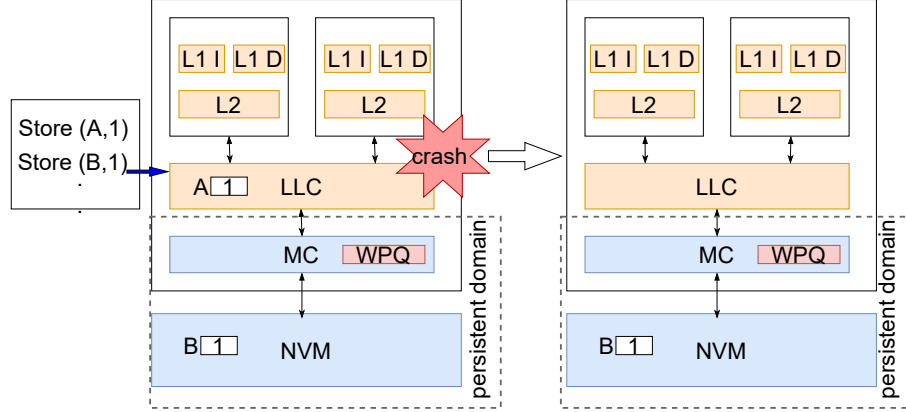 L1 I L1 D L1 I L1 D
L2 L2
Store (A,1)
Store (B,1)
.
.
crash
A 1 LLC
MC WPQ
B 1 NVM
persistent domain
L1 I L1 D L1 I L1 D
L2 L2
LLC
MC WPQ
B 1 NVM
persistent domain